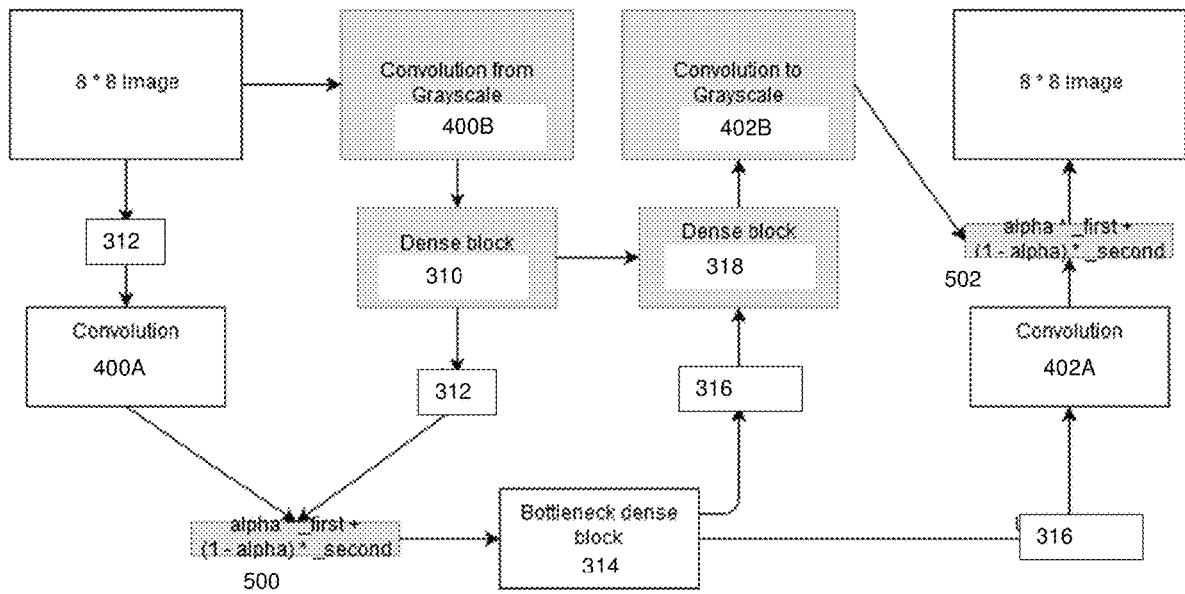 8 * 8 Image
Convolution from
Grayscale
400B
Convolution to
Grayscale
402B
8 * 8 Image
312
Dense block
310
Dense block
318
alpha * _first +
(1 - alpha) * _second
502
Convolution
400A
312
316
Convolution
402A
alpha * _first +
(1 - alpha) * _second
500
Bottleneck dense
block
314
316